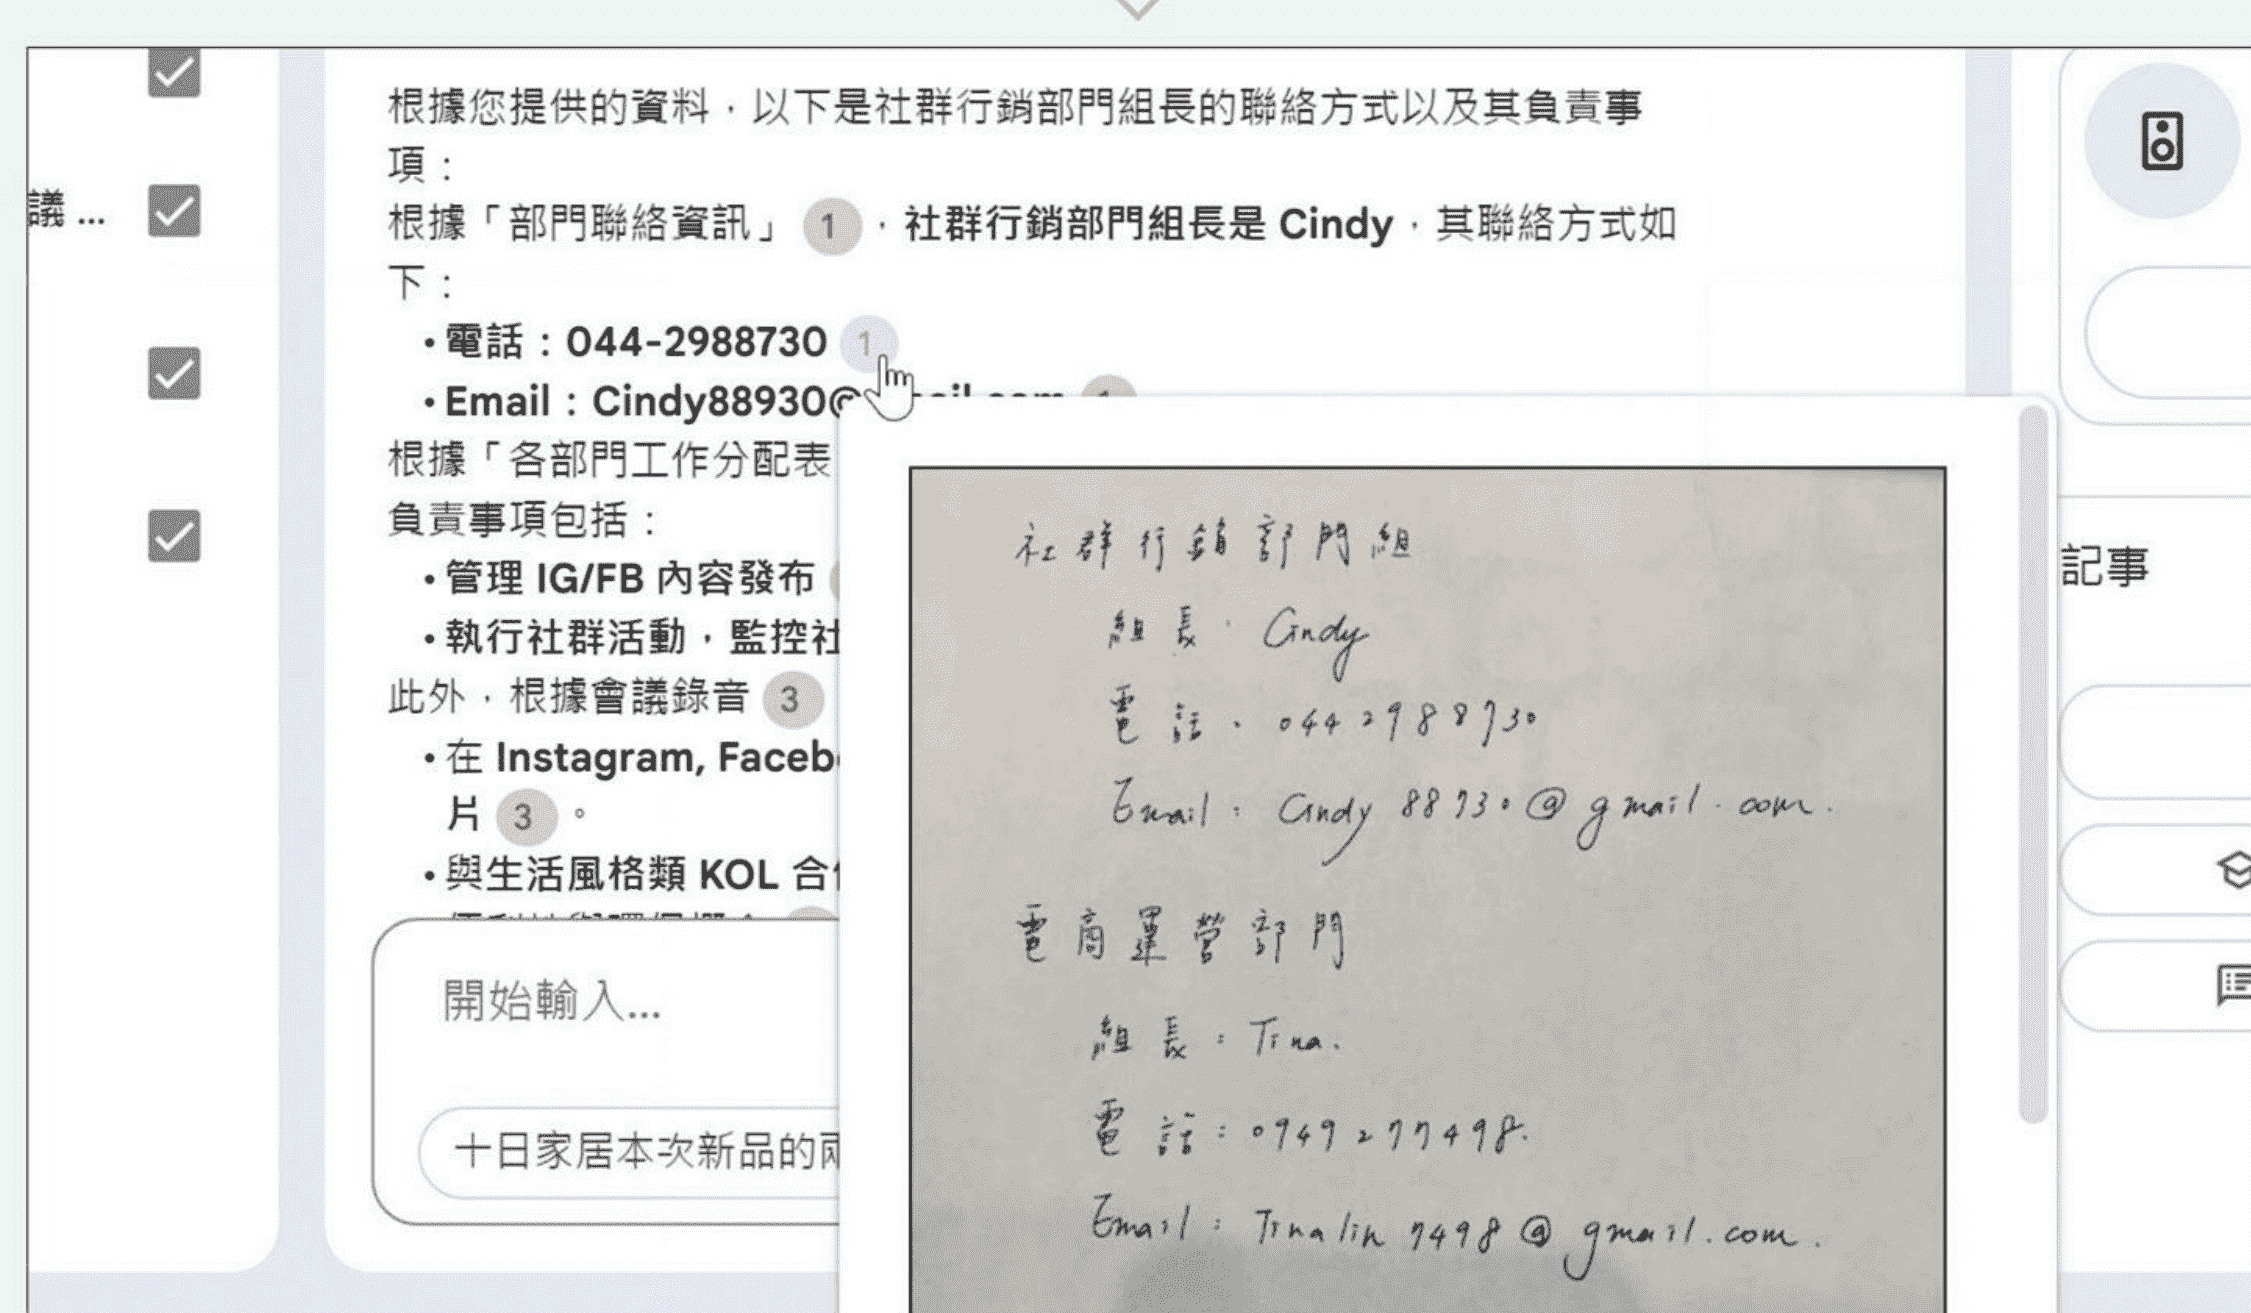 根據您提供的資料，以下是社群行銷部門組長的聯絡方式以及其負責事
項：
議 ...
根據「部門聯絡資訊」 1 ，社群行銷部門組長是 Cindy，其聯絡方式如
下：
•電話：044-2988730 1
•Email：Cindy88930@
根據「各部門工作分配表
負責事項包括：
•管理 IG/FB 內容發布
•執行社群活動，監控社
此外，根據會議錄音 3
•在 Instagram, Faceb
片 3 。
•與生活風格類 KOL 合
開始輸入...
十日家居本次新品的
社群行銷部門組
組長：Cindy
電話：044 2988730
Email：Cindy 88930@gmail.com.
電商運營部門
組長：Tina.
電話：0949277498.
Email：Tinalin7498@gmail.com.
記事